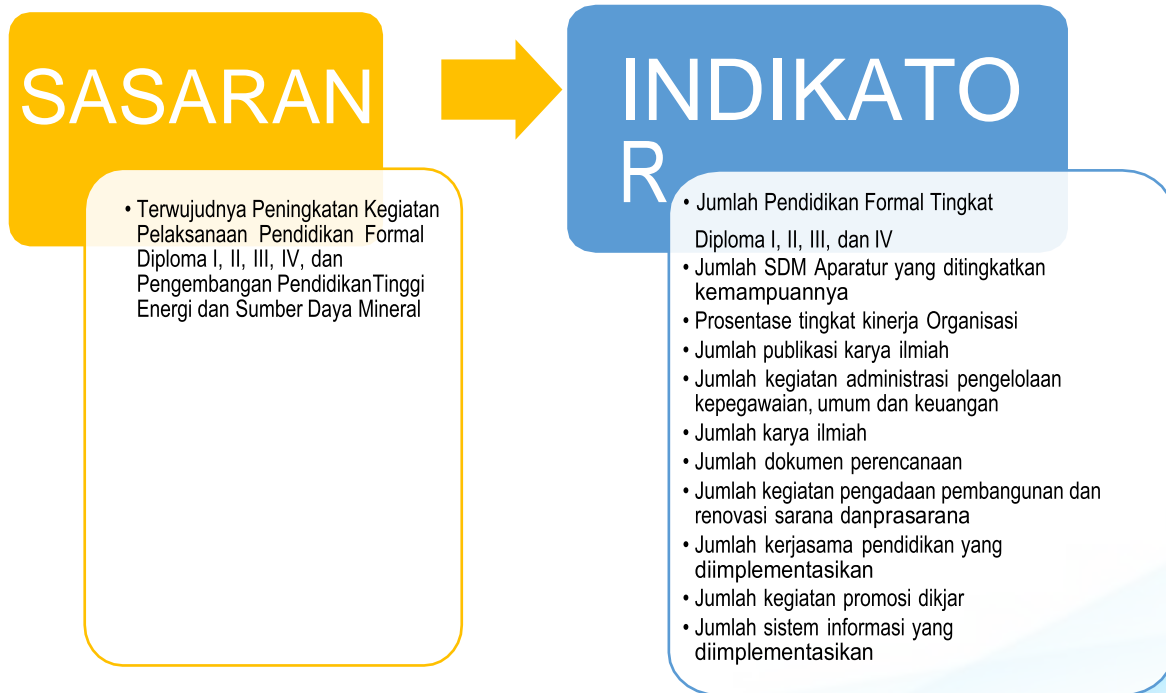 SASARAN
• Terwujudnya Peningkatan Kegiatan
Pelaksanaan Pendidikan Formal
Diploma I, II, III, IV, dan
Pengembangan PendidikanTinggi
Energi dan Sumber Daya Mineral
INDIKATO
R
• Jumlah Pendidikan Formal Tingkat
Diploma I, II, III, dan IV
• Jumlah SDM Aparatur yang ditingkatkan
kemampuannya
• Prosentase tingkat kinerja Organisasi
• Jumlah publikasi karya ilmiah
• Jumlah kegiatan administrasi pengelolaan
kepegawaian, umum dan keuangan
• Jumlah karya ilmiah
• Jumlah dokumen perencanaan
• Jumlah kegiatan pengadaan pembangunan dan
renovasi sarana danprasarana
• Jumlah kerjasama pendidikan yang
diimplementasikan
• Jumlah kegiatan promosi dikjar
• Jumlah sistem informasi yang
diimplementasikan